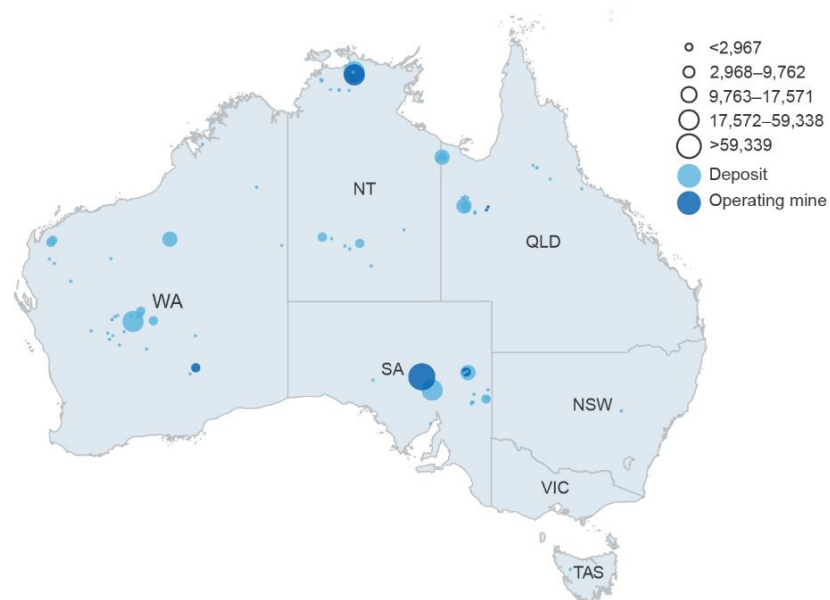 <2,967
2,968–9,762
9,763–17,571
17,572–59,338
>59,339
Deposit
Operating mine
NT
QLD
WA
SA
NSW
VIC
TAS